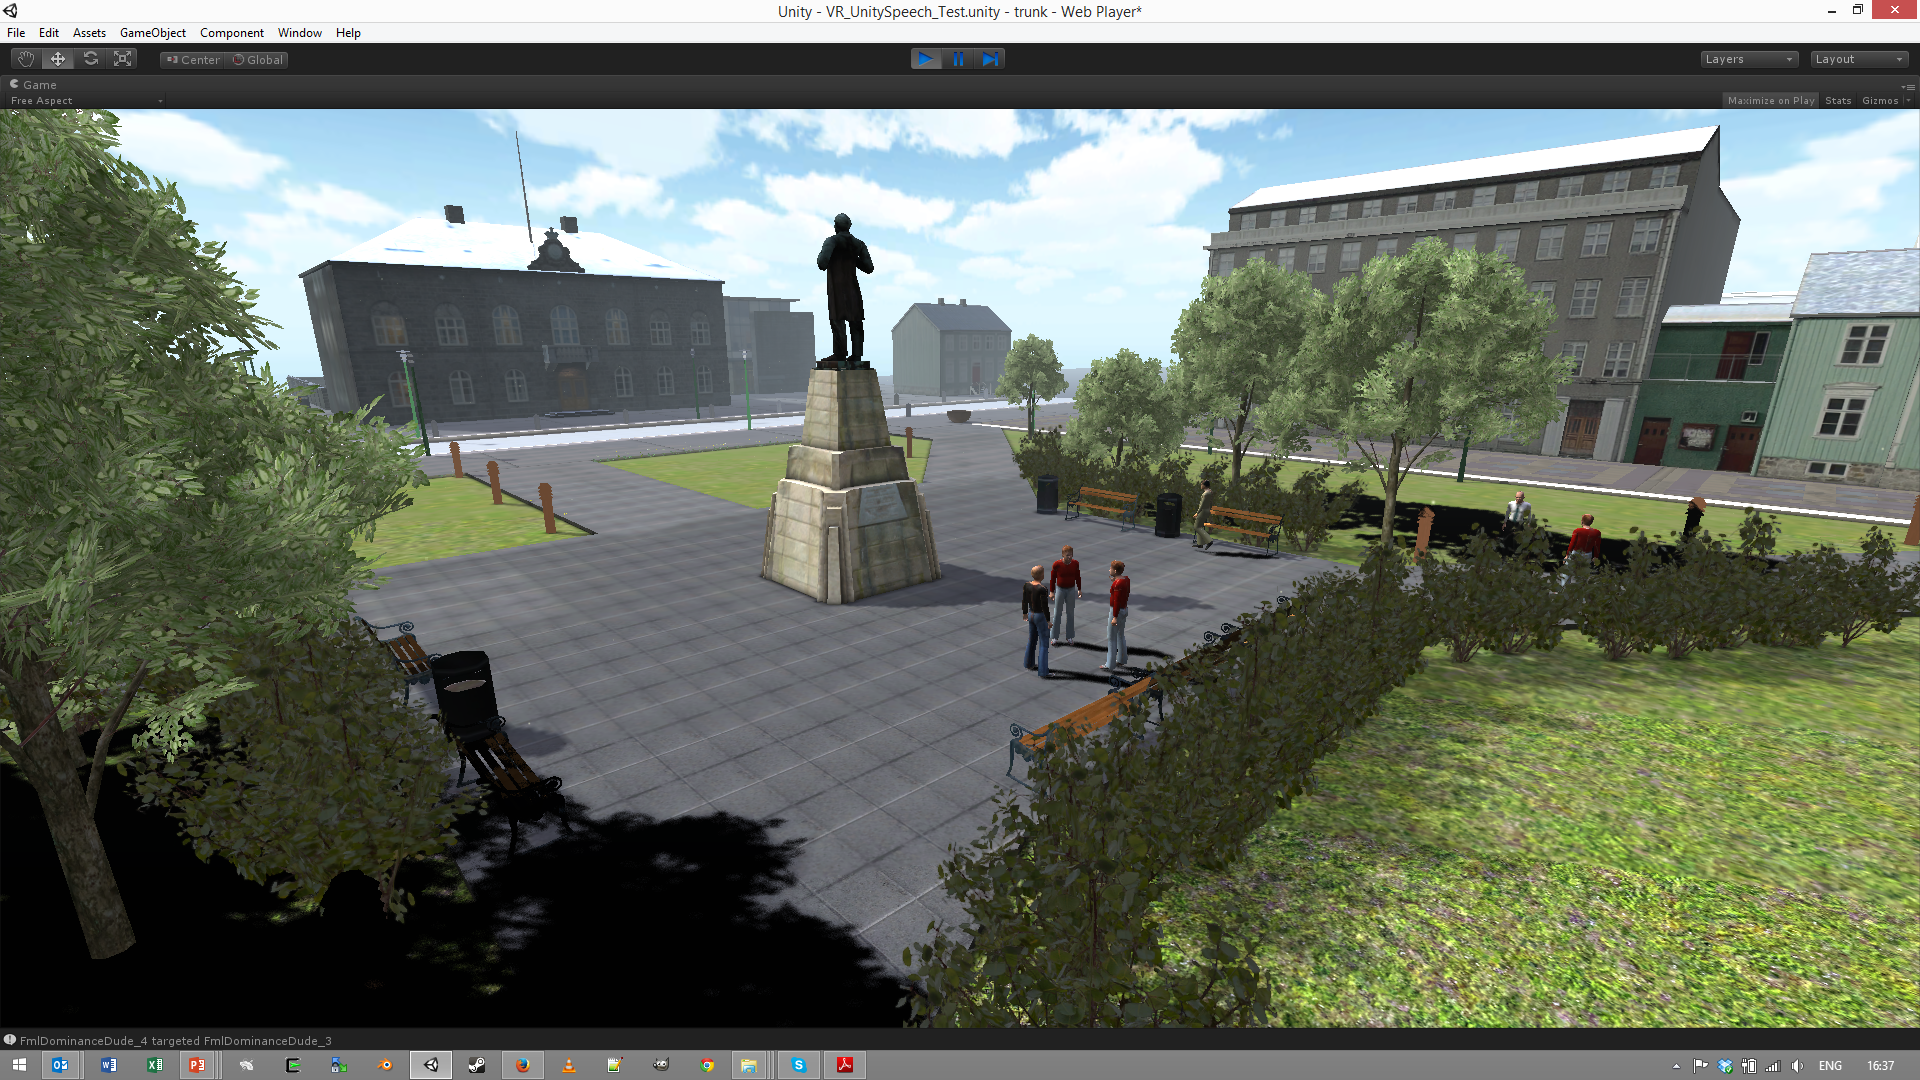 Unity - VR_UnitySpeech_Test.unity - trunk - Web Player*
File Edit Assets GameObject Component Window Help
Center Global Layers Layout
Game
Free Aspect Maximize on Play Stats Gizmos
FmlDominanceDude_4 targeted FmlDominanceDude_3
ENG 16:37